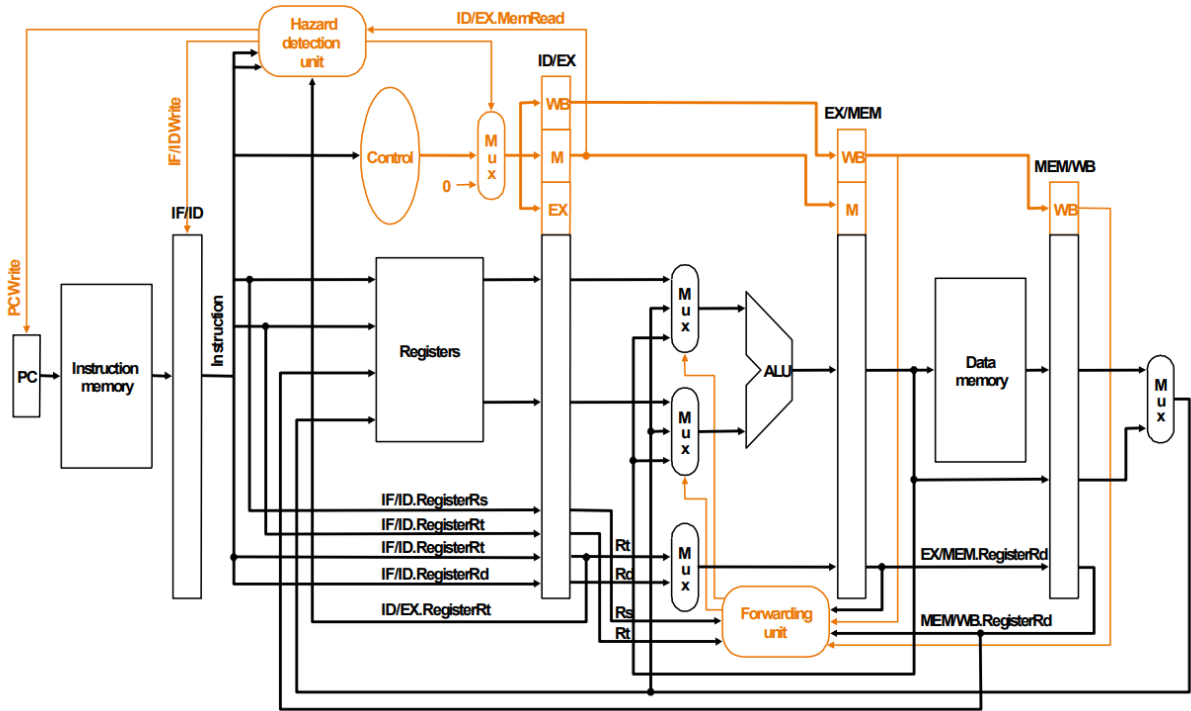 Hazard
detection
unit
ID/EX.MemRead
ID/EX
WB
M
EX
Control
M
u
x
0
EX/MEM
WB
M
MEM/WB
WB
IF/IDWrite
PCWrite
IF/ID
PC
Instruction
memory
Instruction
Registers
M
u
x
M
u
x
ALU
Data
memory
M
u
x
IF/ID.RegisterRs
IF/ID.RegisterRt
IF/ID.RegisterRt
IF/ID.RegisterRd
ID/EX.RegisterRt
Rt
Rd
M
u
x
Rs
Rt
Forwarding
unit
EX/MEM.RegisterRd
MEM/WB.RegisterRd